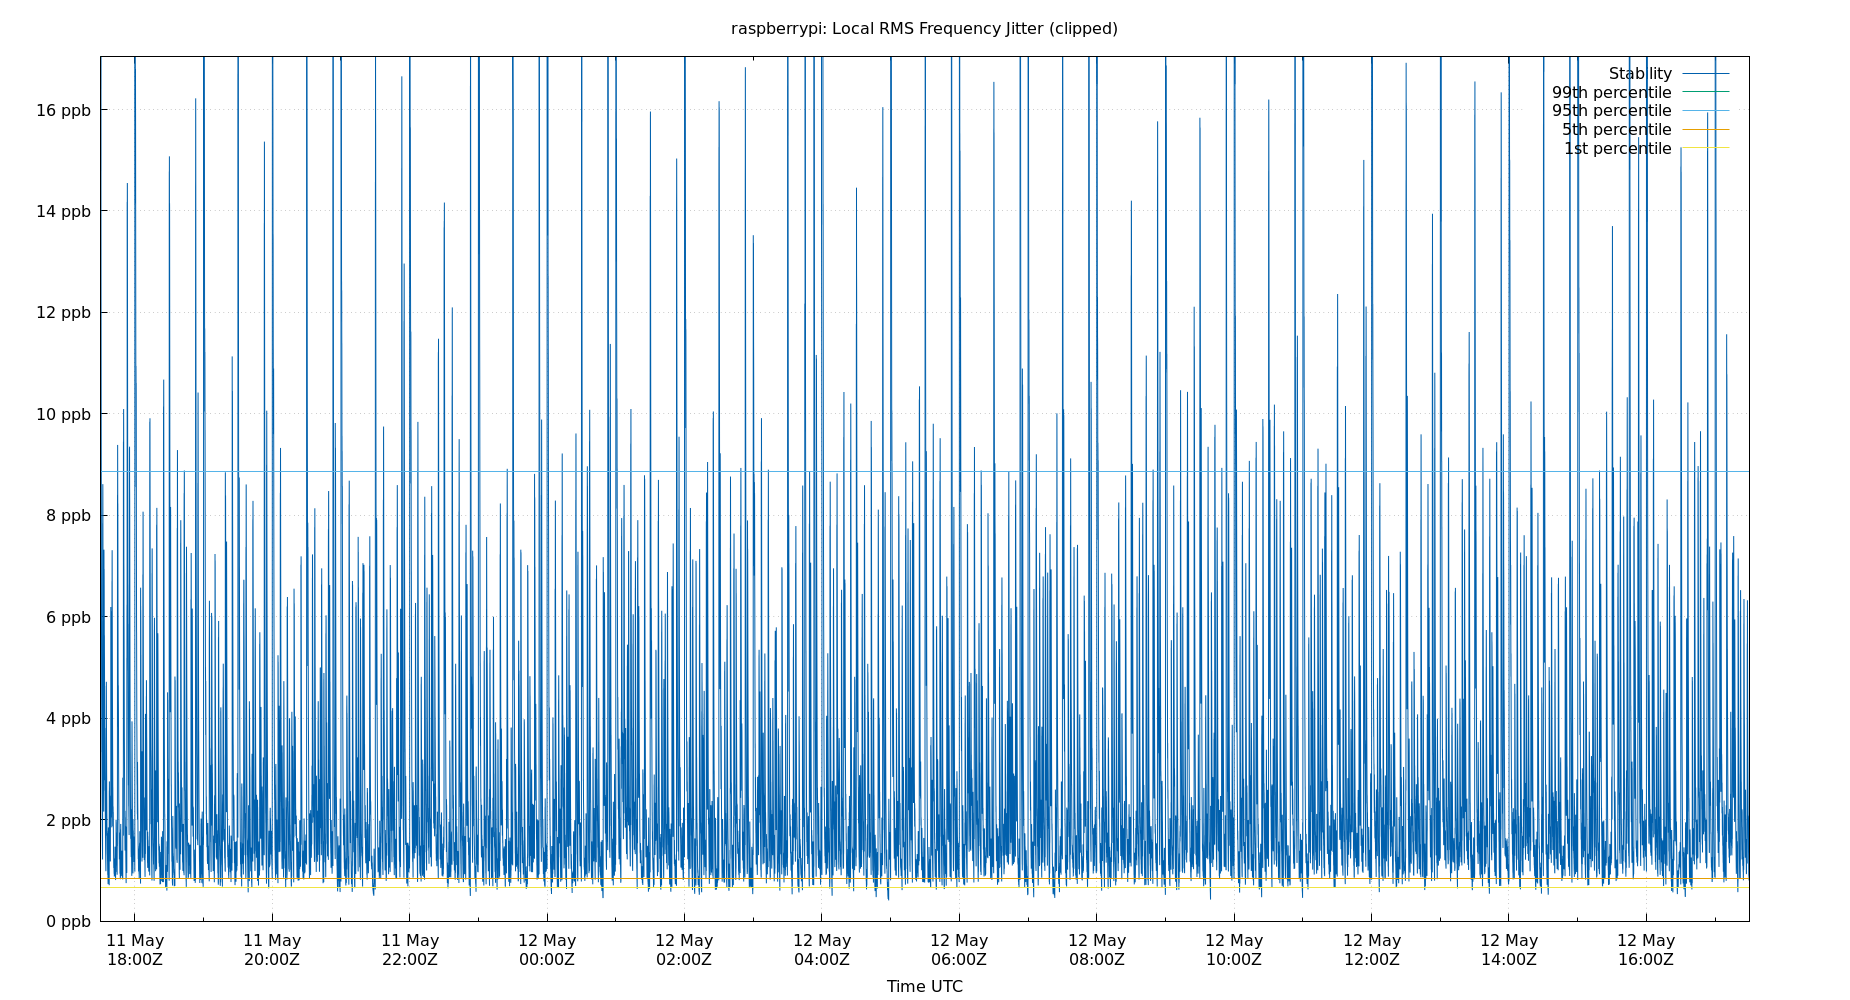 raspberrypi: Local RMS Frequency Jitter (clipped)
Stability
99th percentile
95th percentile
5th percentile
1st percentile
16 ppb
14 ppb
12 ppb
10 ppb
8 ppb
6 ppb
4 ppb
2 ppb
0 ppb
11 May 11 May 11 May 12 May 12 May 12 May 12 May 12 May 12 May 12 May 12 May 12 May
18:00Z 20:00Z 22:00Z 00:00Z 02:00Z 04:00Z 06:00Z 08:00Z 10:00Z 12:00Z 14:00Z 16:00Z
Time UTC